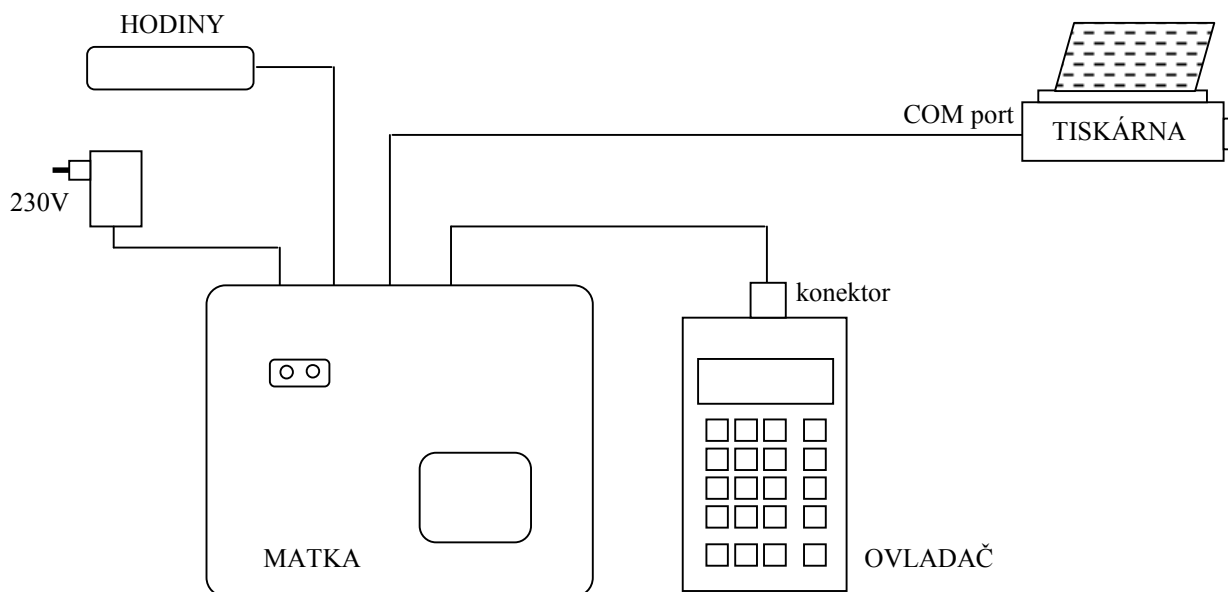 HODINY
COM port
TISKÁRNA
230V
konektor
MATKA
OVLADAČ